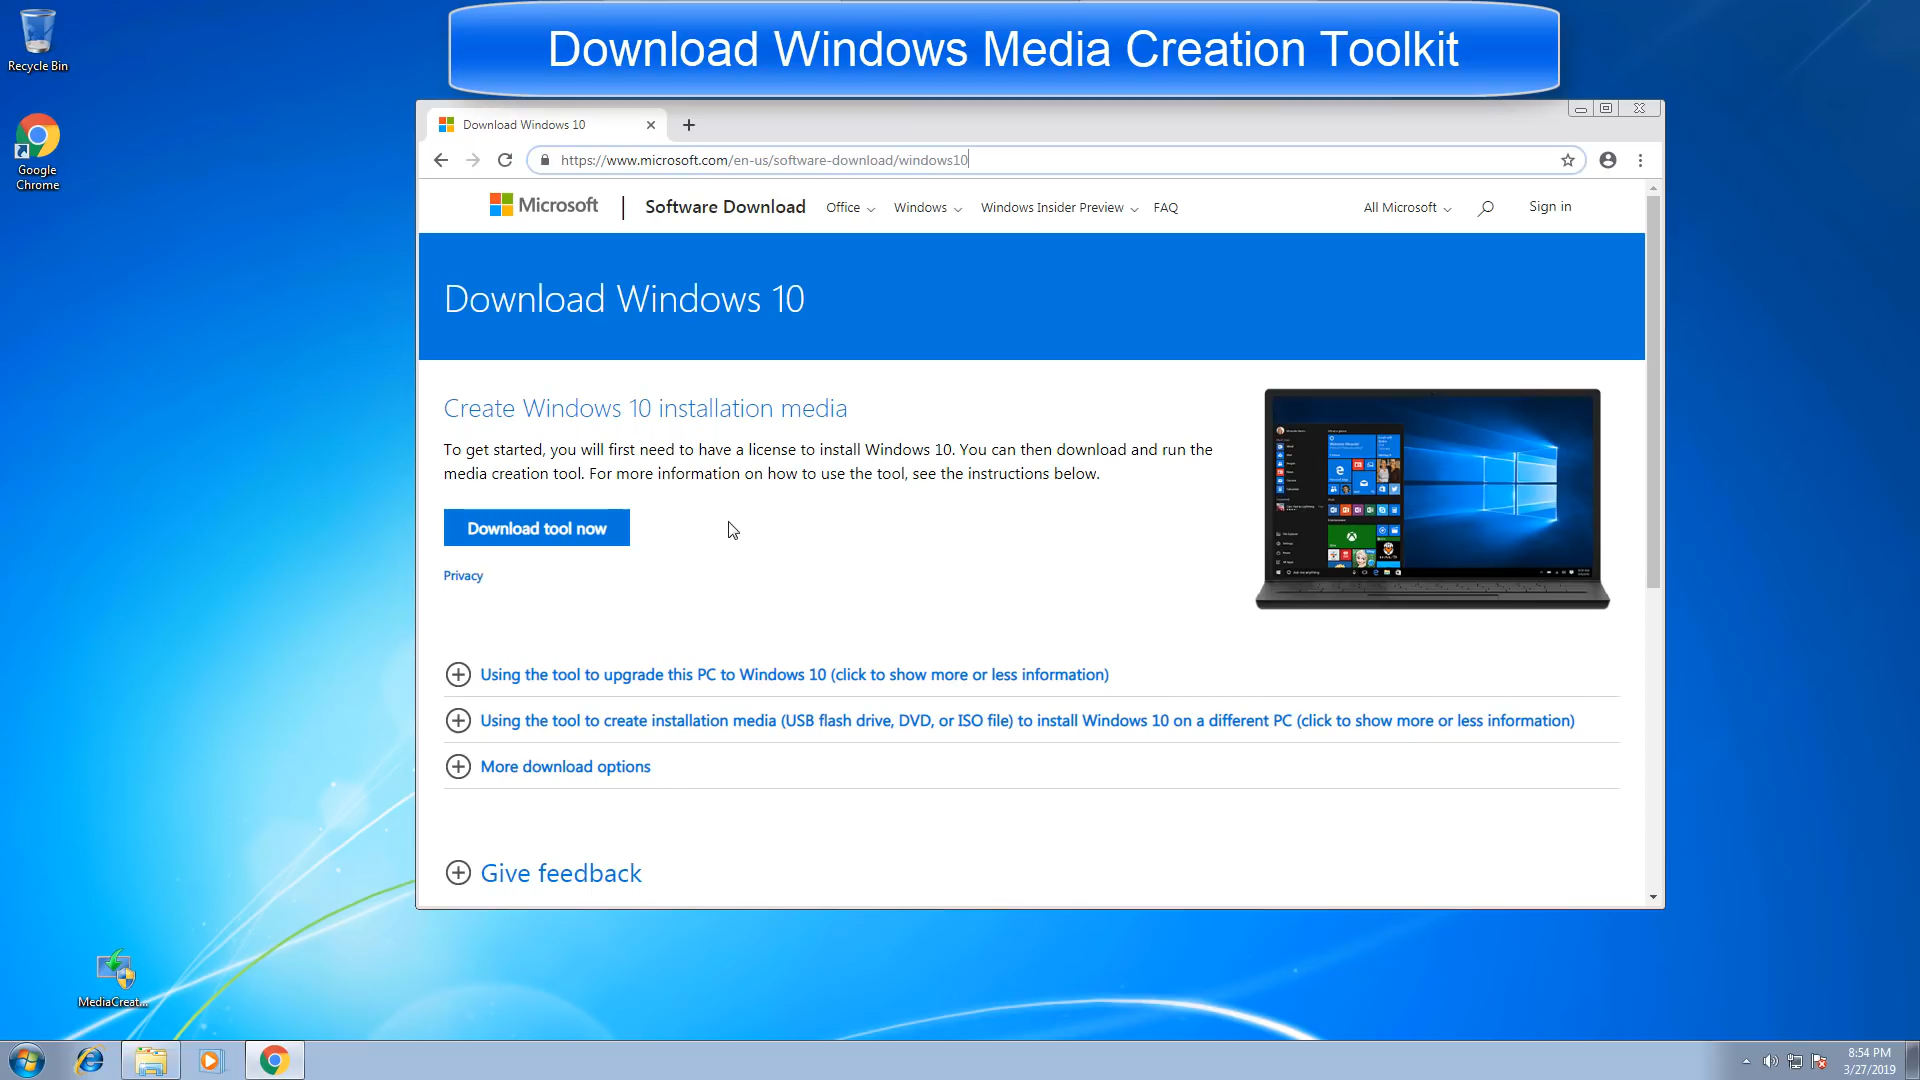 Download Windows Media Creation Toolkit
Recycle Bin
Google
Chrome
Download Windows 10
https://www.microsoft.com/en-us/software-download/windows10
Microsoft
Software Download
Office
Windows
Windows Insider Preview
FAQ
All Microsoft
Sign in
Download Windows 10
Create Windows 10 installation media
To get started, you will first need to have a license to install Windows 10. You can then download and run the
media creation tool. For more information on how to use the tool, see the instructions below.
Download tool now
Privacy
Using the tool to upgrade this PC to Windows 10 (click to show more or less information)
Using the tool to create installation media (USB flash drive, DVD, or ISO file) to install Windows 10 on a different PC (click to show more or less information)
More download options
Give feedback
MediaCreat...
8:54 PM
3/27/2019